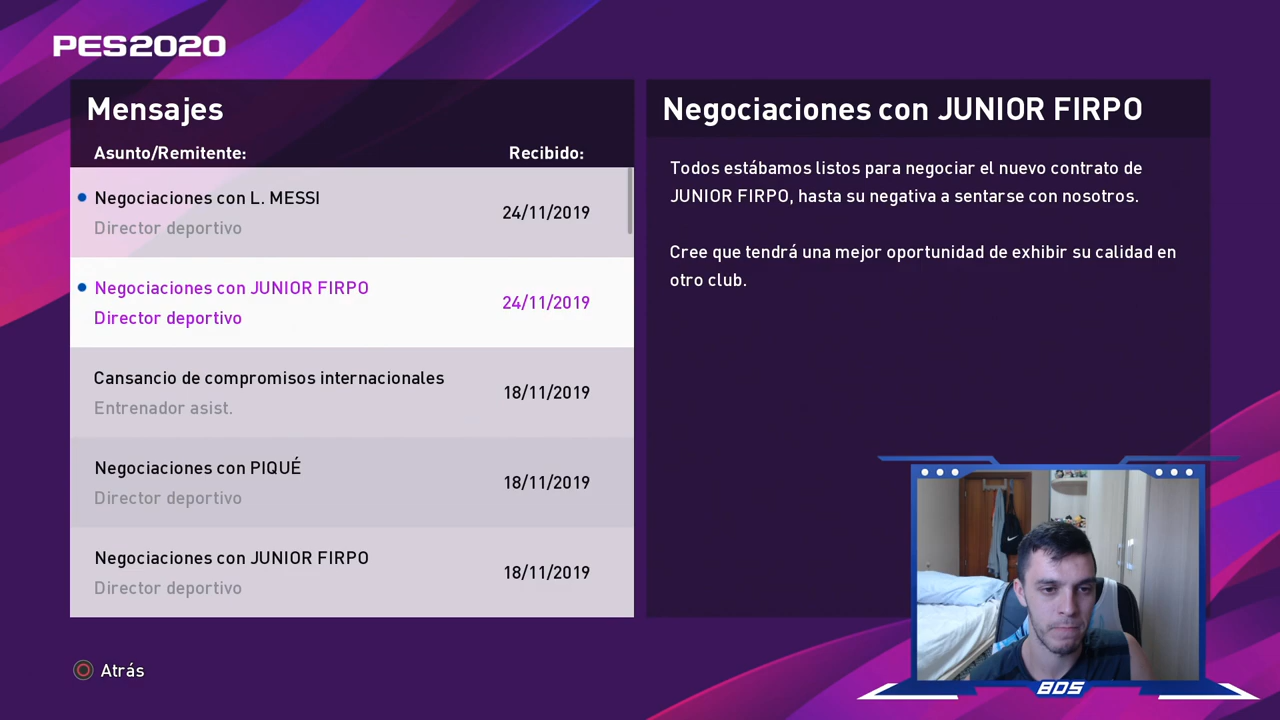 PES2020
Mensajes
Asunto/Remitente: Recibido:
Negociaciones con L. MESSI
Director deportivo
24/11/2019
Negociaciones con JUNIOR FIRPO
Director deportivo
24/11/2019
Cansancio de compromisos internacionales
Entrenador asist.
18/11/2019
Negociaciones con PIQUÉ
Director deportivo
18/11/2019
Negociaciones con JUNIOR FIRPO
Director deportivo
18/11/2019
Negociaciones con JUNIOR FIRPO
Todos estábamos listos para negociar el nuevo contrato de
JUNIOR FIRPO, hasta su negativa a sentarse con nosotros.
Cree que tendrá una mejor oportunidad de exhibir su calidad en
otro club.
Atrás
BDS